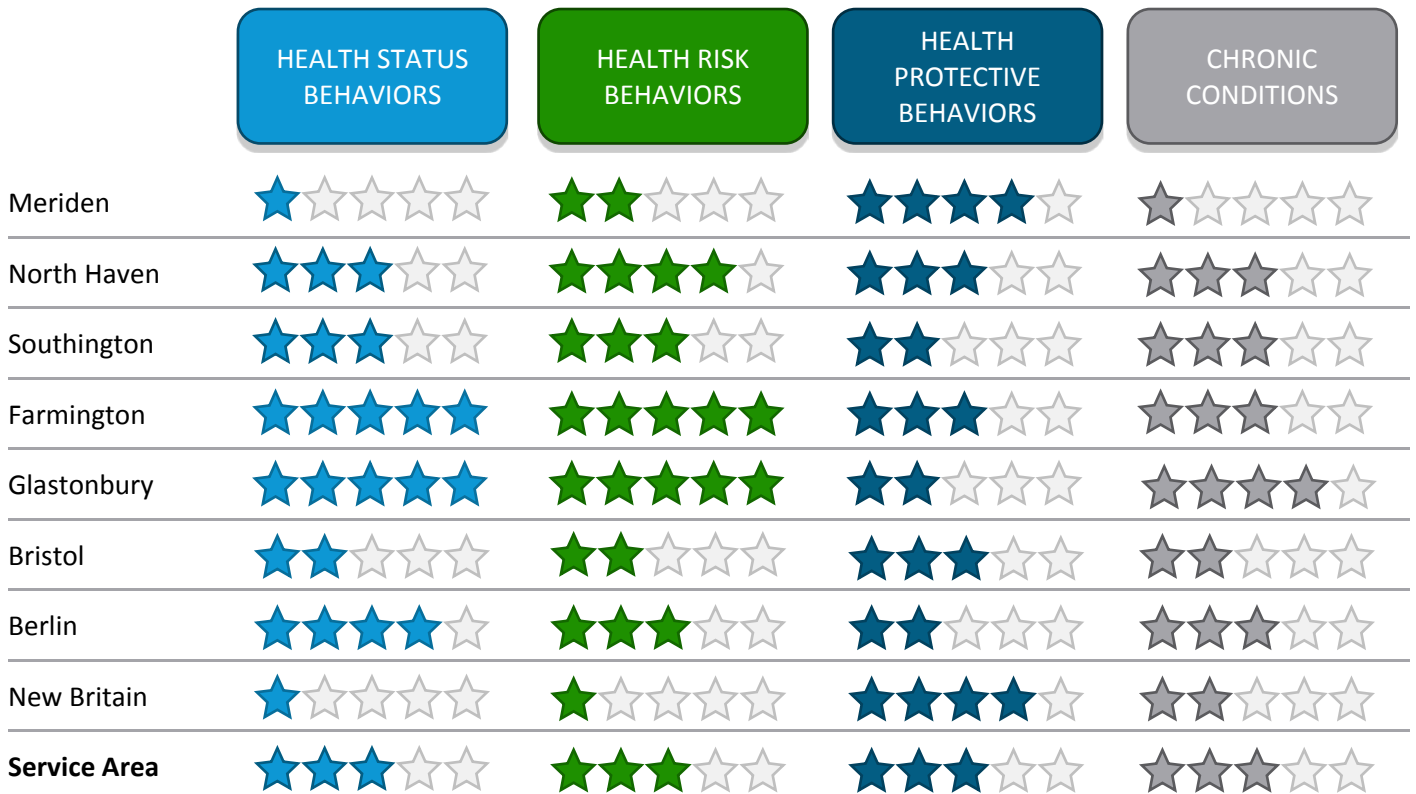 HEALTH STATUS
BEHAVIORS
HEALTH RISK
BEHAVIORS
HEALTH
PROTECTIVE
BEHAVIORS
CHRONIC
CONDITIONS
Meriden
North Haven
Southington
Farmington
Glastonbury
Bristol
Berlin
New Britain
Service Area